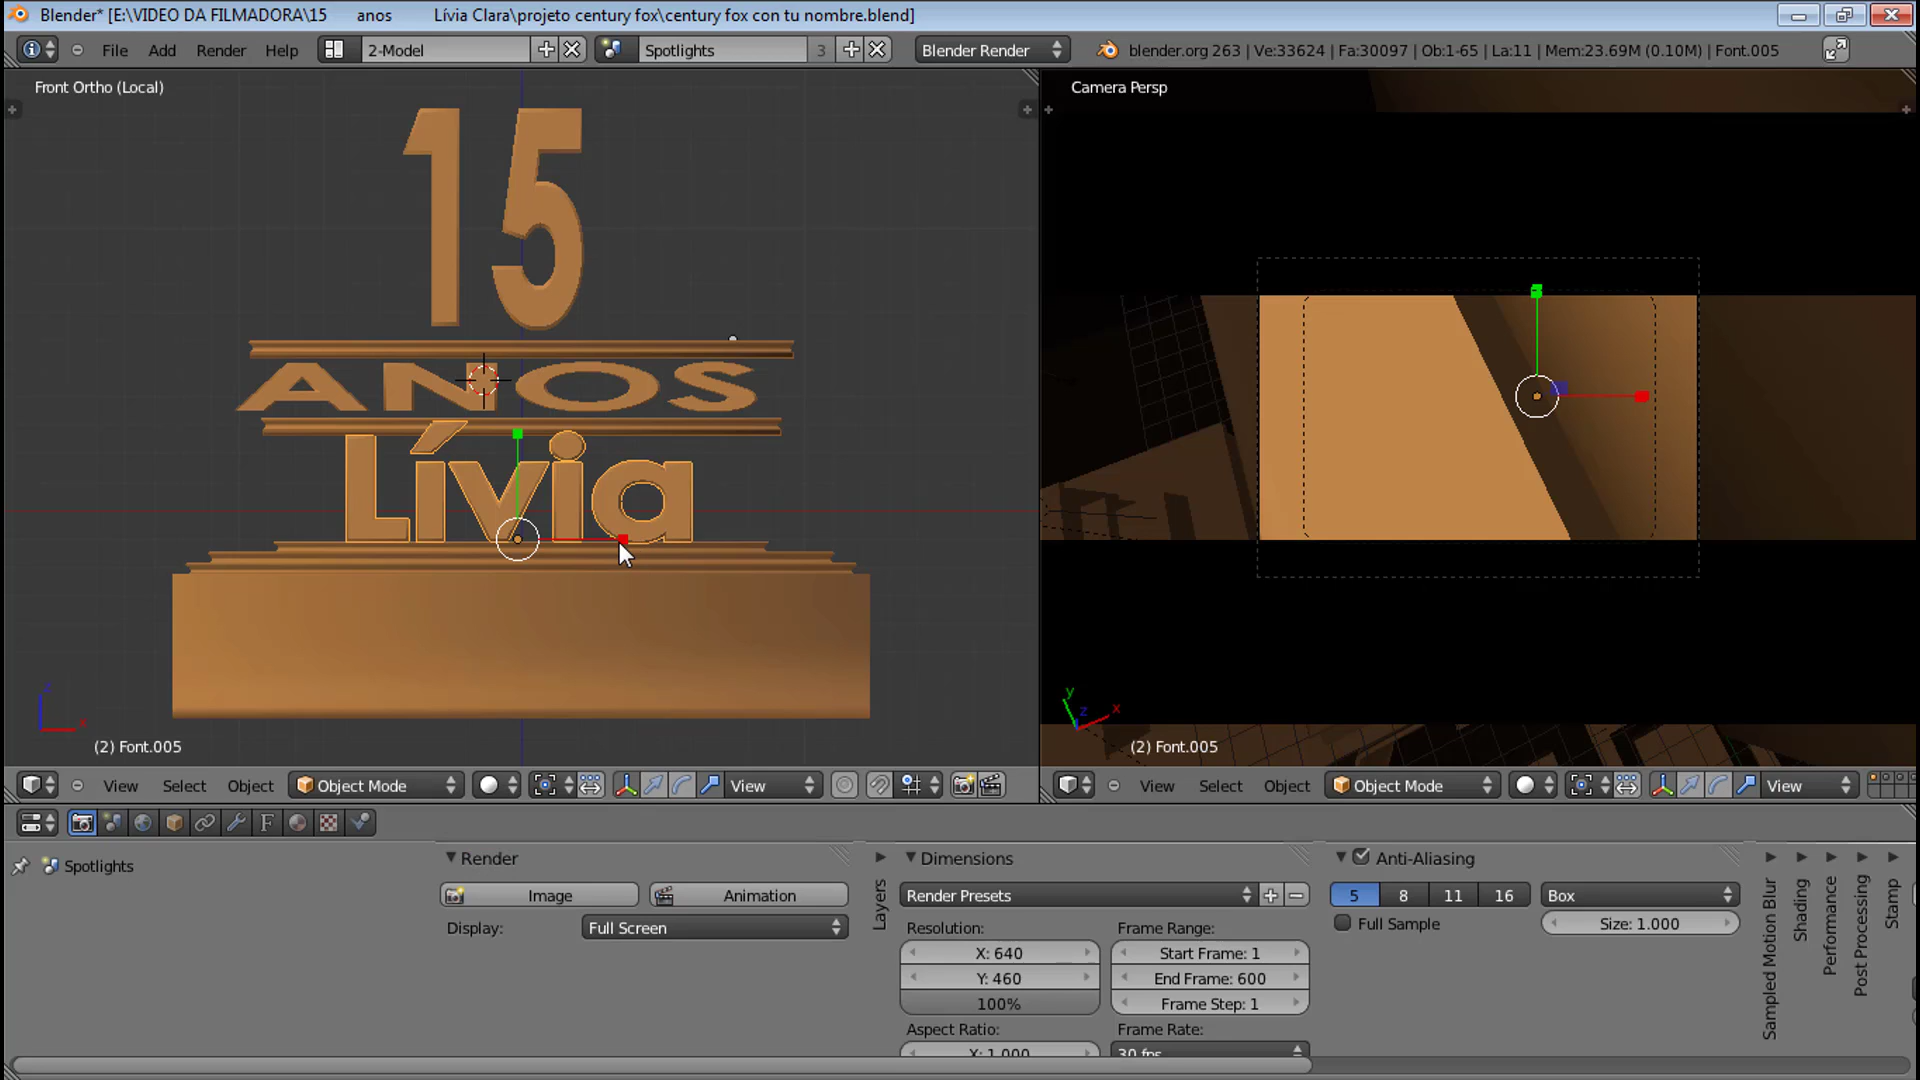 Blender* [E:\VIDEO DA FILMADORA\15 anos Lívia Clara\projeto century fox\century fox con tu nombre.blend]
File Add Render Help 2-Model Spotlights 3 Blender Render blender.org 263 | Ve:33624 | Fa:30097 | Ob:1-65 | La:11 | Mem:23.69M (0.10M) | Font.005
Front Ortho (Local)
Camera Persp
15
ANOS
Lívia
z
x
y
z
x
(2) Font.005
(2) Font.005
View Select Object Object Mode View
View Select Object Object Mode View
F
Spotlights
Render
Image Animation
Display: Full Screen
Layers
Dimensions
Render Presets
Resolution:
X: 640
Y: 460
100%
Aspect Ratio:
X: 1.000
Frame Range:
Start Frame: 1
End Frame: 600
Frame Step: 1
Frame Rate:
30 fps
Anti-Aliasing
5 8 11 16 Box
Full Sample Size: 1.000
Sampled Motion Blur
Shading
Performance
Post Processing
Stamp